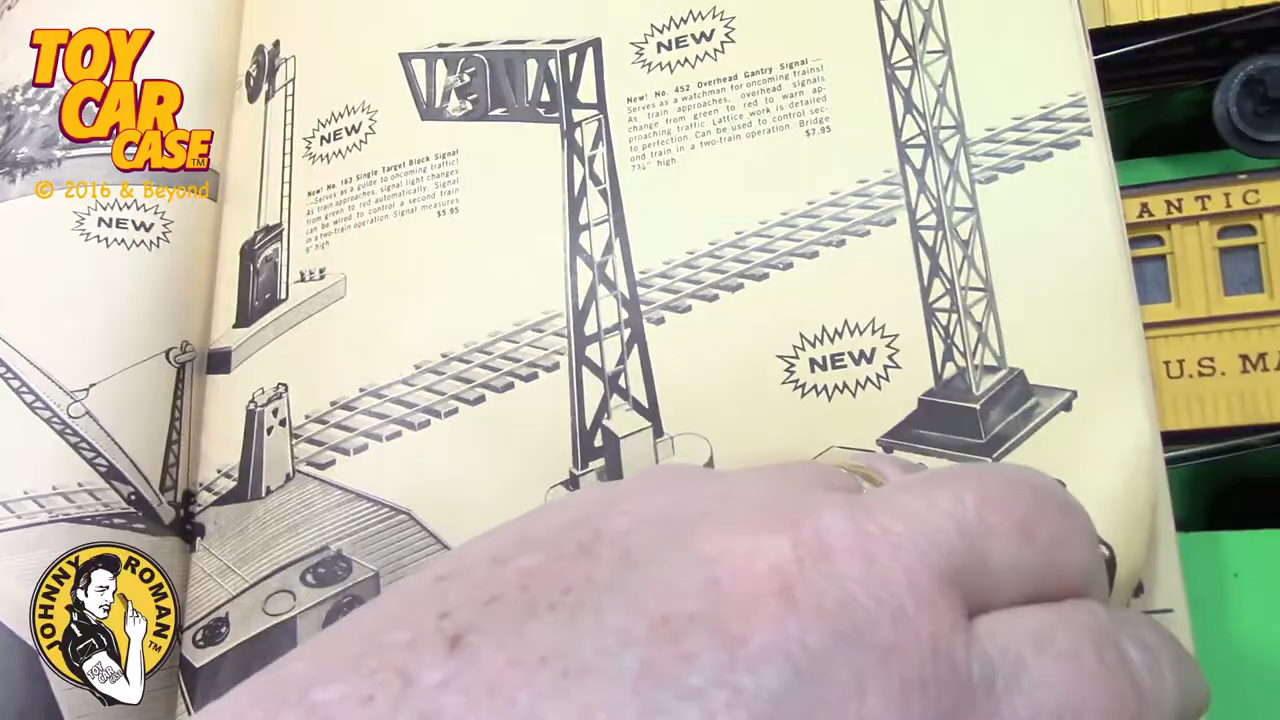 TOY
CAR
CASE™
© 2016 & Beyond
NEW
NEW
New! No. 163 Single Target Block Signal
—Serves as a guide to oncoming traffic!
As train approaches, signal light changes
from green to red automatically. Signal
can be wired to control a second train
in a two-train operation. Signal measures
9" high. $5.95
NEW
New! No. 452 Overhead Gantry Signal —
Serves as a watchman for oncoming trains!
As train approaches, overhead signals
change from green to red to warn ap-
proaching traffic. Lattice work is detailed
to perfection. Can be used to control sec-
ond train in a two-train operation. Bridge
7¾" high. $7.95
NEW
ANTIC
U.S. MA
JOHNNY ROMAN™
TOY
CAR
CASE